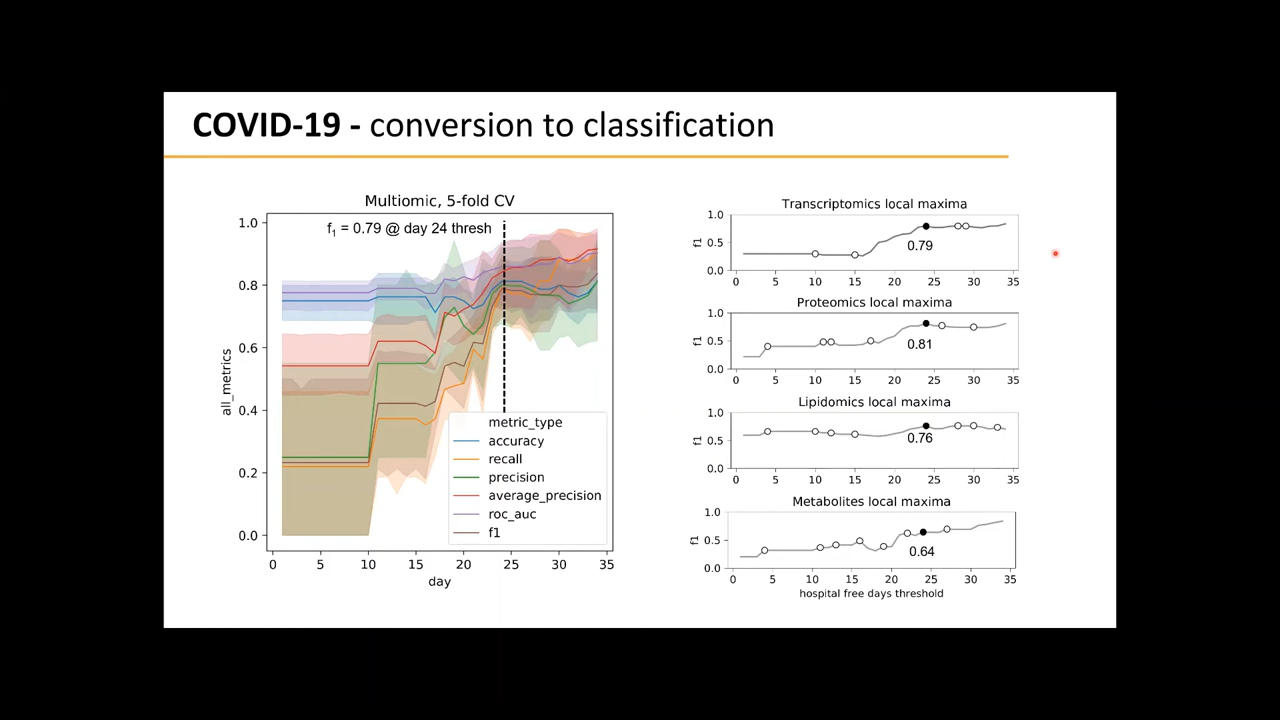 COVID-19 - conversion to classification
Multiomic, 5-fold CV
f1 = 0.79 @ day 24 thresh
1.0
0.8
0.6
0.4
0.2
0.0
all_metrics
metric_type
accuracy
recall
precision
average_precision
roc_auc
f1
0 5 10 15 20 25 30 35
day
Transcriptomics local maxima
1.0
0.5
0.0
f1
0.79
0 5 10 15 20 25 30 35
Proteomics local maxima
1.0
0.5
0.0
f1
0.81
0 5 10 15 20 25 30 35
Lipidomics local maxima
1.0
0.5
0.0
f1
0.76
0 5 10 15 20 25 30 35
Metabolites local maxima
1.0
0.5
0.0
f1
0.64
0 5 10 15 20 25 30 35
hospital free days threshold